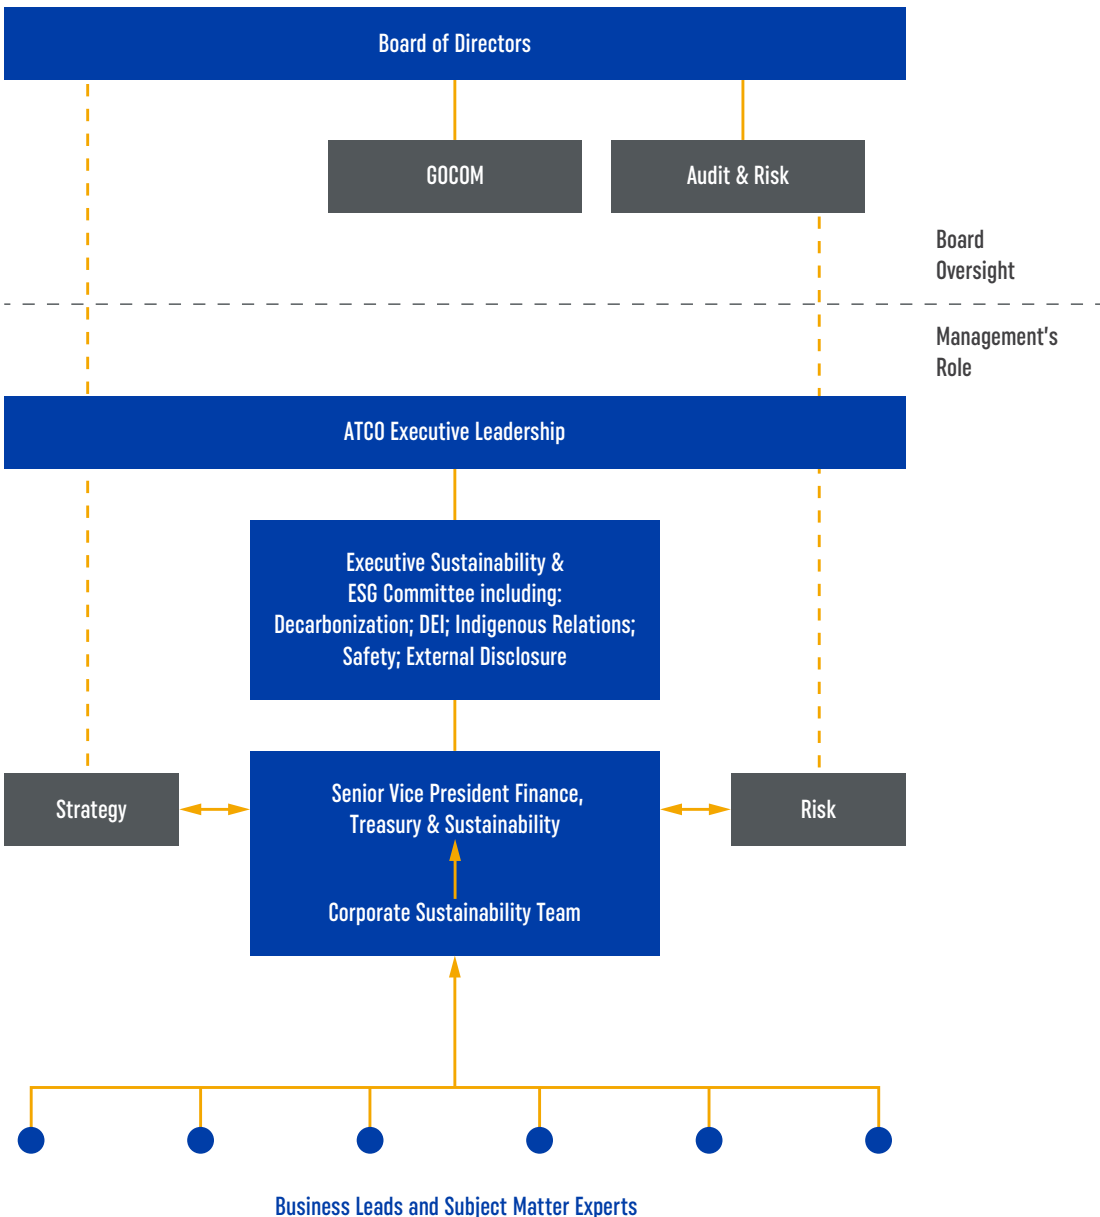 Board of Directors
GOCOM
Audit & Risk
Board
Oversight
Management's
Role
ATCO Executive Leadership
Executive Sustainability &
ESG Committee including:
Decarbonization; DEI; Indigenous Relations;
Safety; External Disclosure
Strategy
Senior Vice President Finance,
Treasury & Sustainability
Risk
Corporate Sustainability Team
Business Leads and Subject Matter Experts